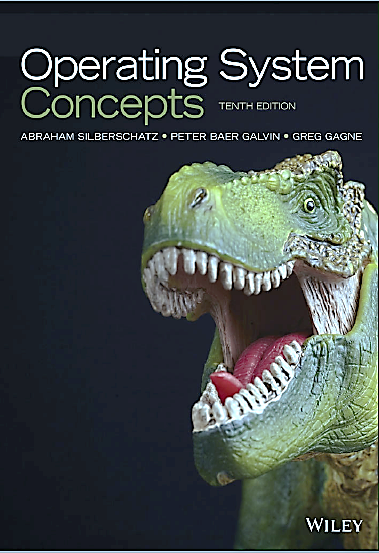 Operating System
Concepts TENTH EDITION
ABRAHAM SILBERSCHATZ • PETER BAER GALVIN • GREG GAGNE
WILEY